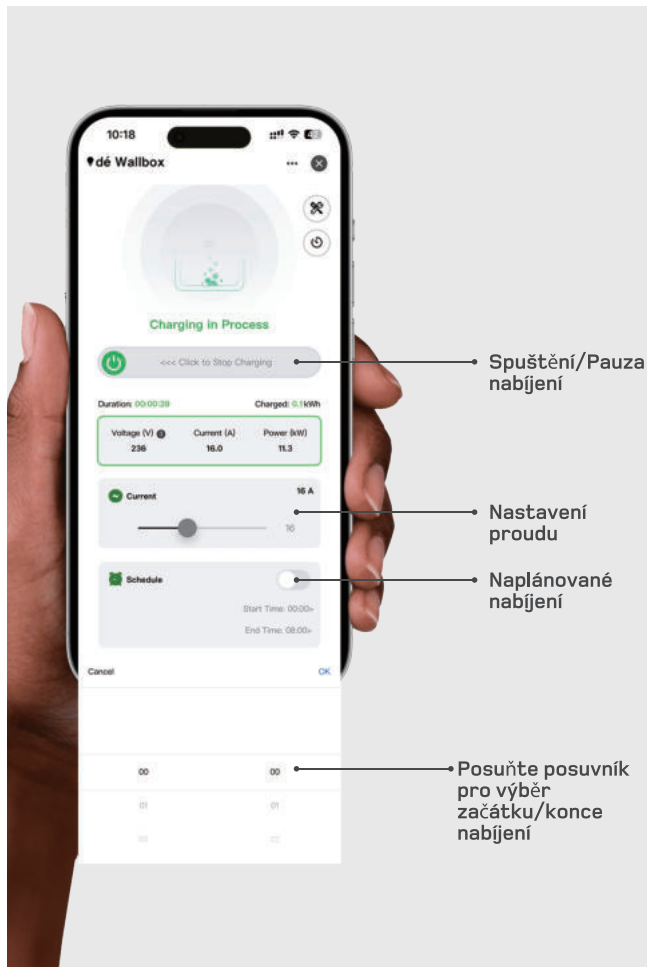 10:18
dé Wallbox
Charging in Process
<<< Click to Stop Charging
Spuštění/Pauza
nabíjení
Duration: 00:00:39
Charged: 0.1kWh
Voltage (V)
Current (A)
Power (kW)
236
16.0
11.3
Current
16 A
16
Nastavení
proudu
Schedule
Naplánované
nabíjení
Start Time: 00:00>
End Time: 08:00>
Cancel
OK
00
00
Posuňte posuvník
pro výběr
začátku/konce
nabíjení
01
01